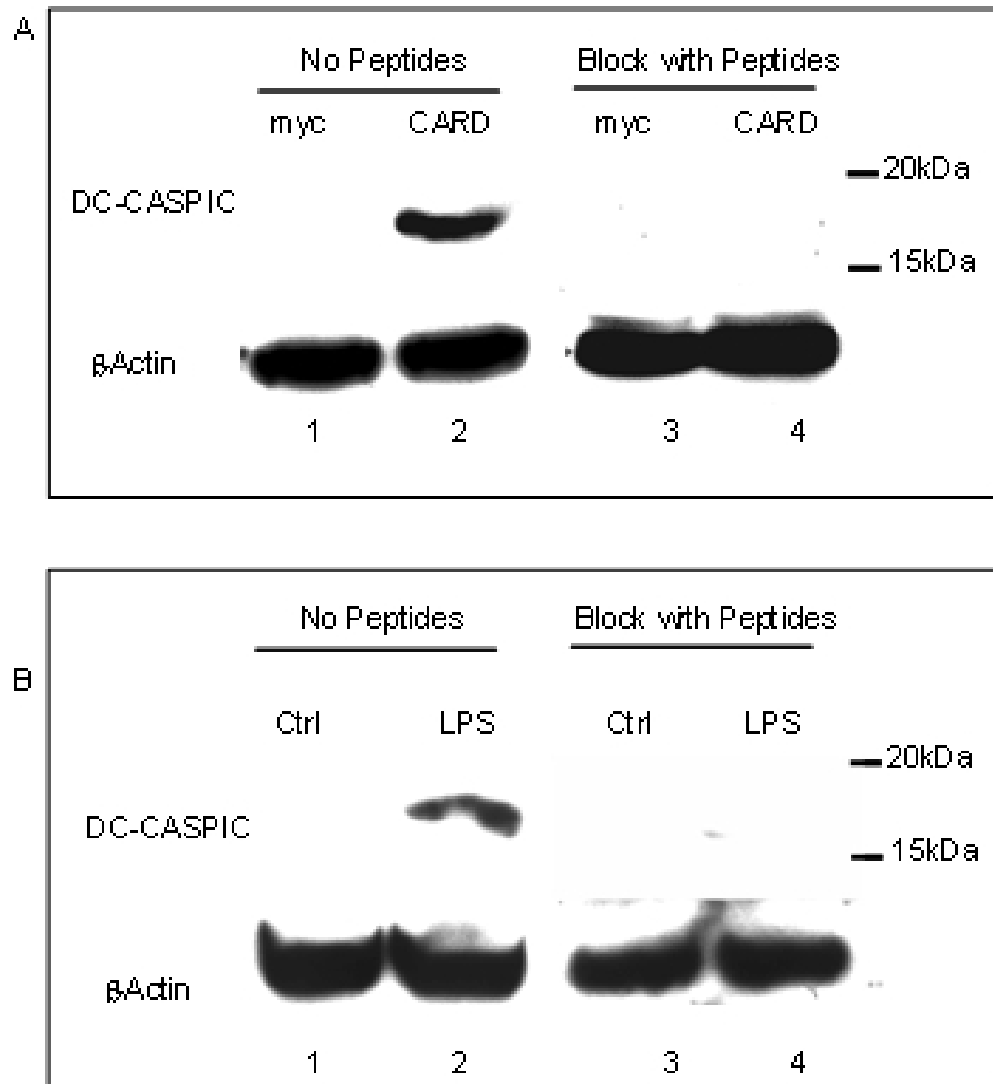 A
No Peptides Block with Peptides
myc CARD myc CARD
20kDa
DC-CASPIC
15kDa
βActin
1 2 3 4
B
No Peptides Block with Peptides
Ctrl LPS Ctrl LPS
20kDa
DC-CASPIC
15kDa
βActin
1 2 3 4